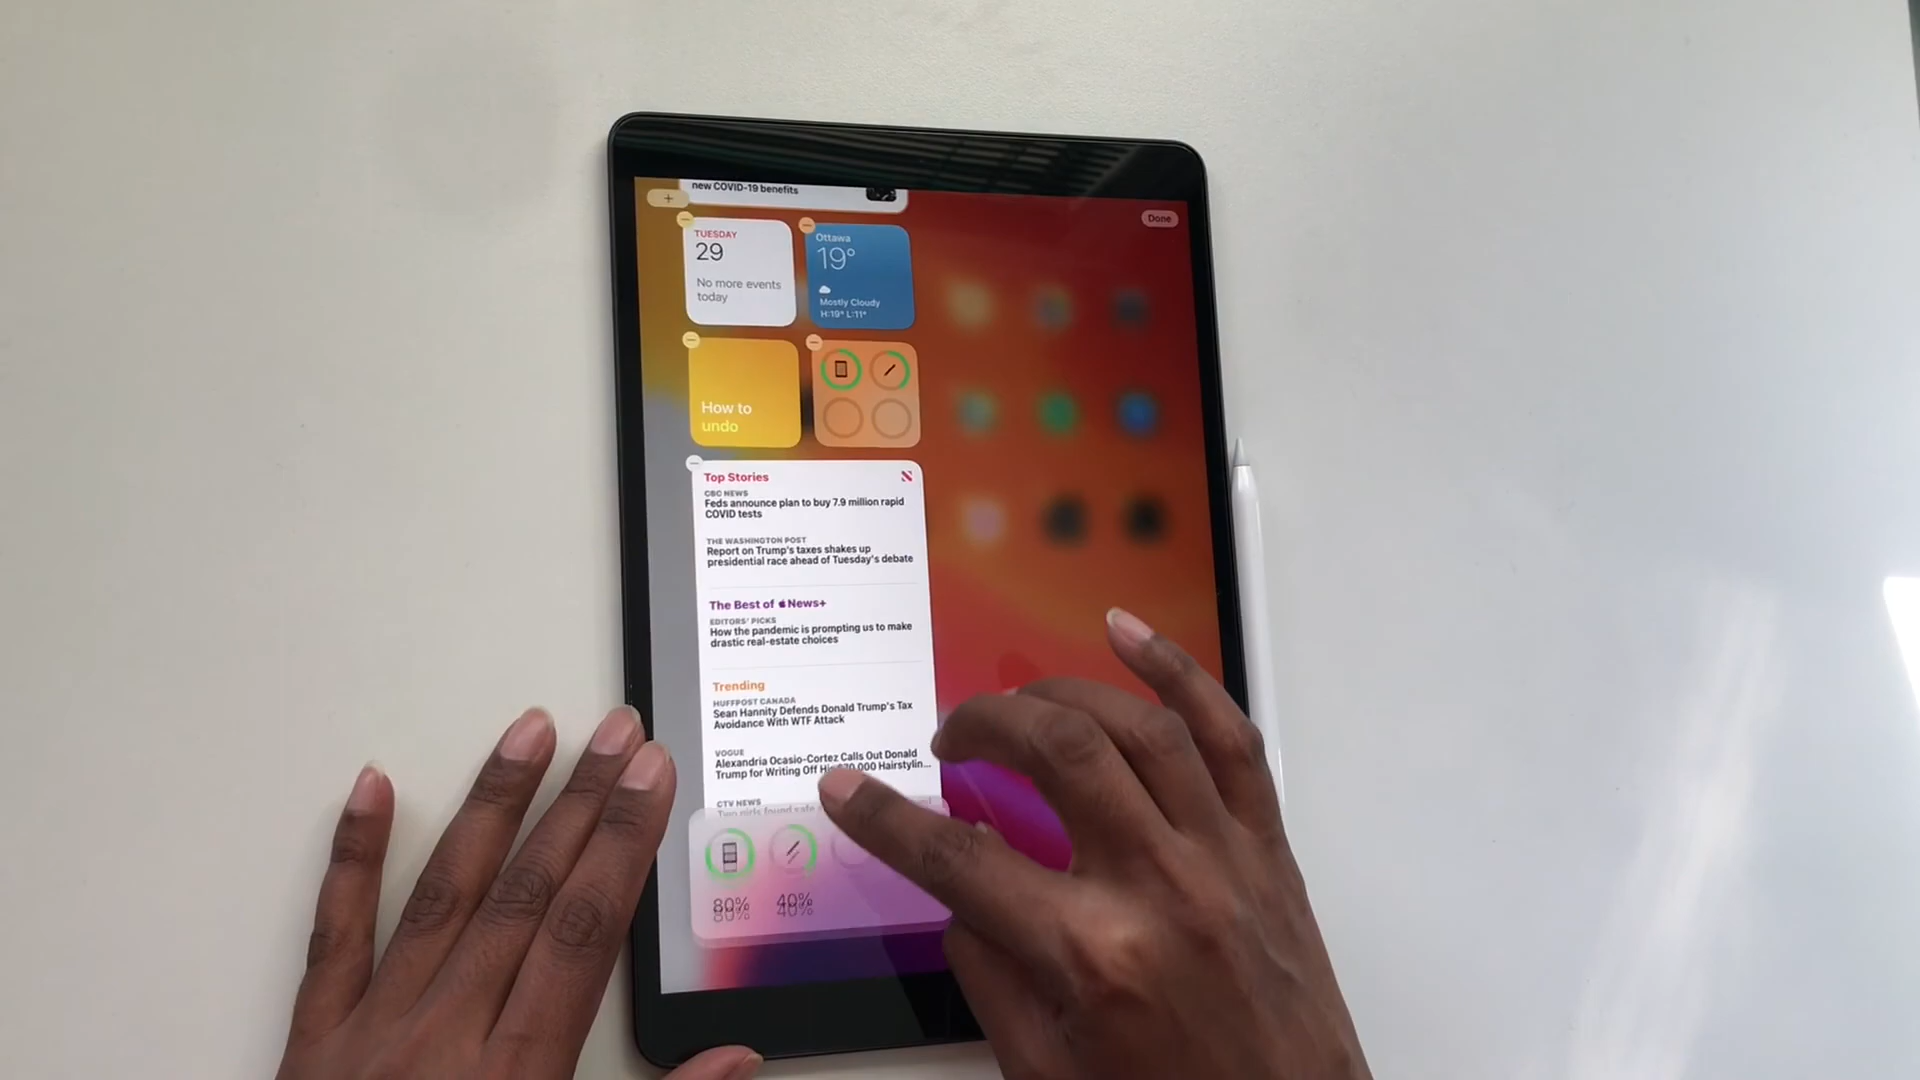 new COVID-19 benefits
+
Done
TUESDAY
29
No more events
today
Ottawa
19°
Mostly Cloudy
H:19° L:11°
How to
undo
Top Stories
CBC NEWS
Feds announce plan to buy 7.9 million rapid
COVID tests
THE WASHINGTON POST
Report on Trump's taxes shakes up
presidential race ahead of Tuesday's debate
The Best of News+
EDITORS' PICKS
How the pandemic is prompting us to make
drastic real-estate choices
Trending
HUFFPOST CANADA
Sean Hannity Defends Donald Trump's Tax
Avoidance With WTF Attack
VOGUE
Alexandria Ocasio-Cortez Calls Out Donald
Trump for Writing Off Hairstylin...
CTV NEWS
Two girls found safe
80% 40%